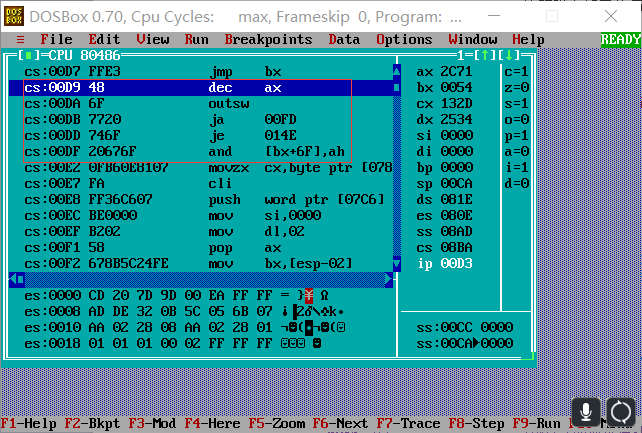 DOSBox 0.70, Cpu Cycles: max, Frameskip 0, Program: ...
≡ File Edit View Run Breakpoints Data Options Window Help READY
[■]=CPU 80486 1=[↑][↓]
cs:00D7 FFE3 jmp bx
cs:00D9 48 dec ax
cs:00DA 6F outsw
cs:00DB 7720 ja 00FD
cs:00DD 746F je 014E
cs:00DF 20676F and [bx+6F],ah
cs:00E2 0FB60E8107 movzx cx,byte ptr [078
cs:00E7 FA cli
cs:00E8 FF36C607 push word ptr [07C6]
cs:00EC BE0000 mov si,0000
cs:00EF B202 mov dl,02
cs:00F1 58 pop ax
cs:00F2 678B5C24FE mov bx,[esp-02]
ax 2C71 c=1
bx 0054 z=0
cx 132D s=1
dx 2534 o=0
si 0000 p=1
di 0000 a=0
bp 0000 i=1
sp 00CA d=0
ds 081E
es 080E
ss 08AD
cs 08BA
ip 00D3
es:0000 CD 20 7D 9D 00 EA FF FF = }¥ Ω
es:0008 AD DE 32 0B 5C 05 6B 07
es:0010 AA 02 28 08 AA 02 28 01
es:0018 01 01 01 00 02 FF FF FF
ss:00CC 0000
ss:00CA►0000
F1-Help F2-Bkpt F3-Mod F4-Here F5-Zoom F6-Next F7-Trace F8-Step F9-Run